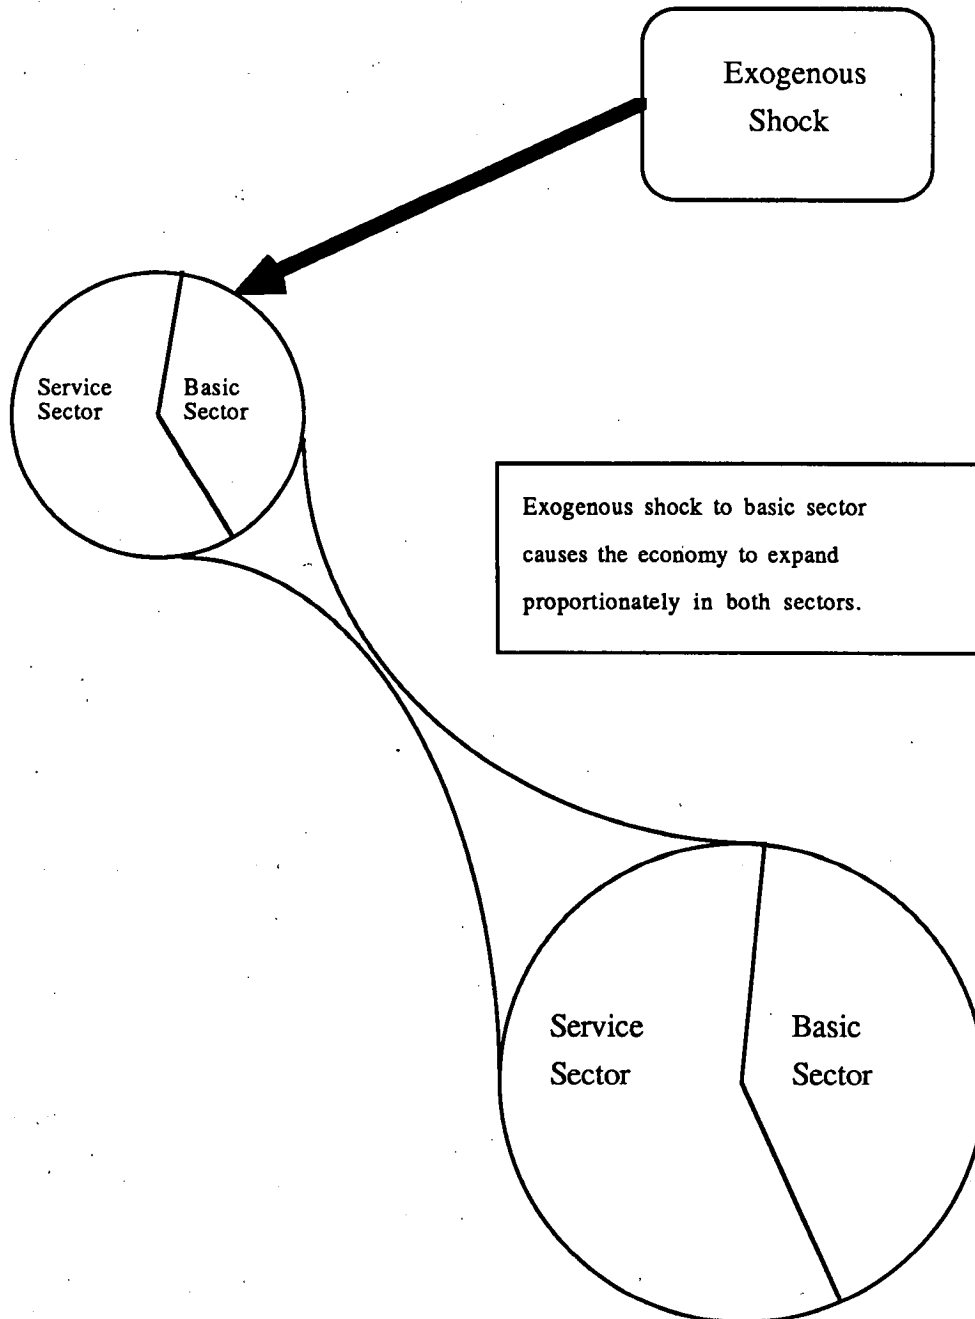 Exogenous
Shock
Service
Sector
Basic
Sector
Exogenous shock to basic sector
causes the economy to expand
proportionately in both sectors.
Service
Sector
Basic
Sector